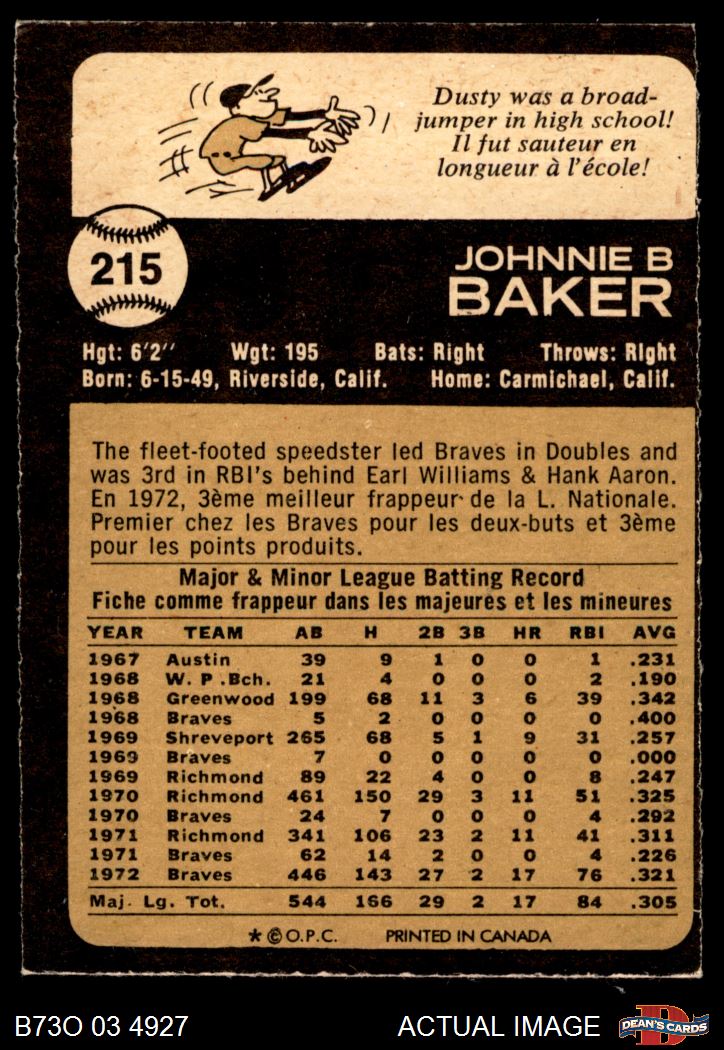 Dusty was a broad-
jumper in high school!
Il fut sauteur en
longueur à l'école!
215
JOHNNIE B
BAKER
Hgt: 6'2" Wgt: 195 Bats: Right Throws: Right
Born: 6-15-49, Riverside, Calif. Home: Carmichael, Calif.
The fleet-footed speedster led Braves in Doubles and
was 3rd in RBI's behind Earl Williams & Hank Aaron.
En 1972, 3ème meilleur frappeur de la L. Nationale.
Premier chez les Braves pour les deux-buts et 3ème
pour les points produits.
Major & Minor League Batting Record
Fiche comme frappeur dans les majeures et les mineures
YEAR TEAM AB H 2B 3B HR RBI AVG
1967 Austin 39 9 1 0 0 1 .231
1968 W. P. Bch. 21 4 0 0 0 2 .190
1968 Greenwood 199 68 11 3 6 39 .342
1968 Braves 5 2 0 0 0 0 .400
1969 Shreveport 265 68 5 1 9 31 .257
1969 Braves 7 0 0 0 0 0 .000
1969 Richmond 89 22 4 0 0 8 .247
1970 Richmond 461 150 29 3 11 51 .325
1970 Braves 24 7 0 0 0 4 .292
1971 Richmond 341 106 23 2 11 41 .311
1971 Braves 62 14 2 0 0 4 .226
1972 Braves 446 143 27 2 17 76 .321
Maj. Lg. Tot. 544 166 29 2 17 84 .305
* © O.P.C. PRINTED IN CANADA
B73O 03 4927 ACTUAL IMAGE DEAN'S CARDS